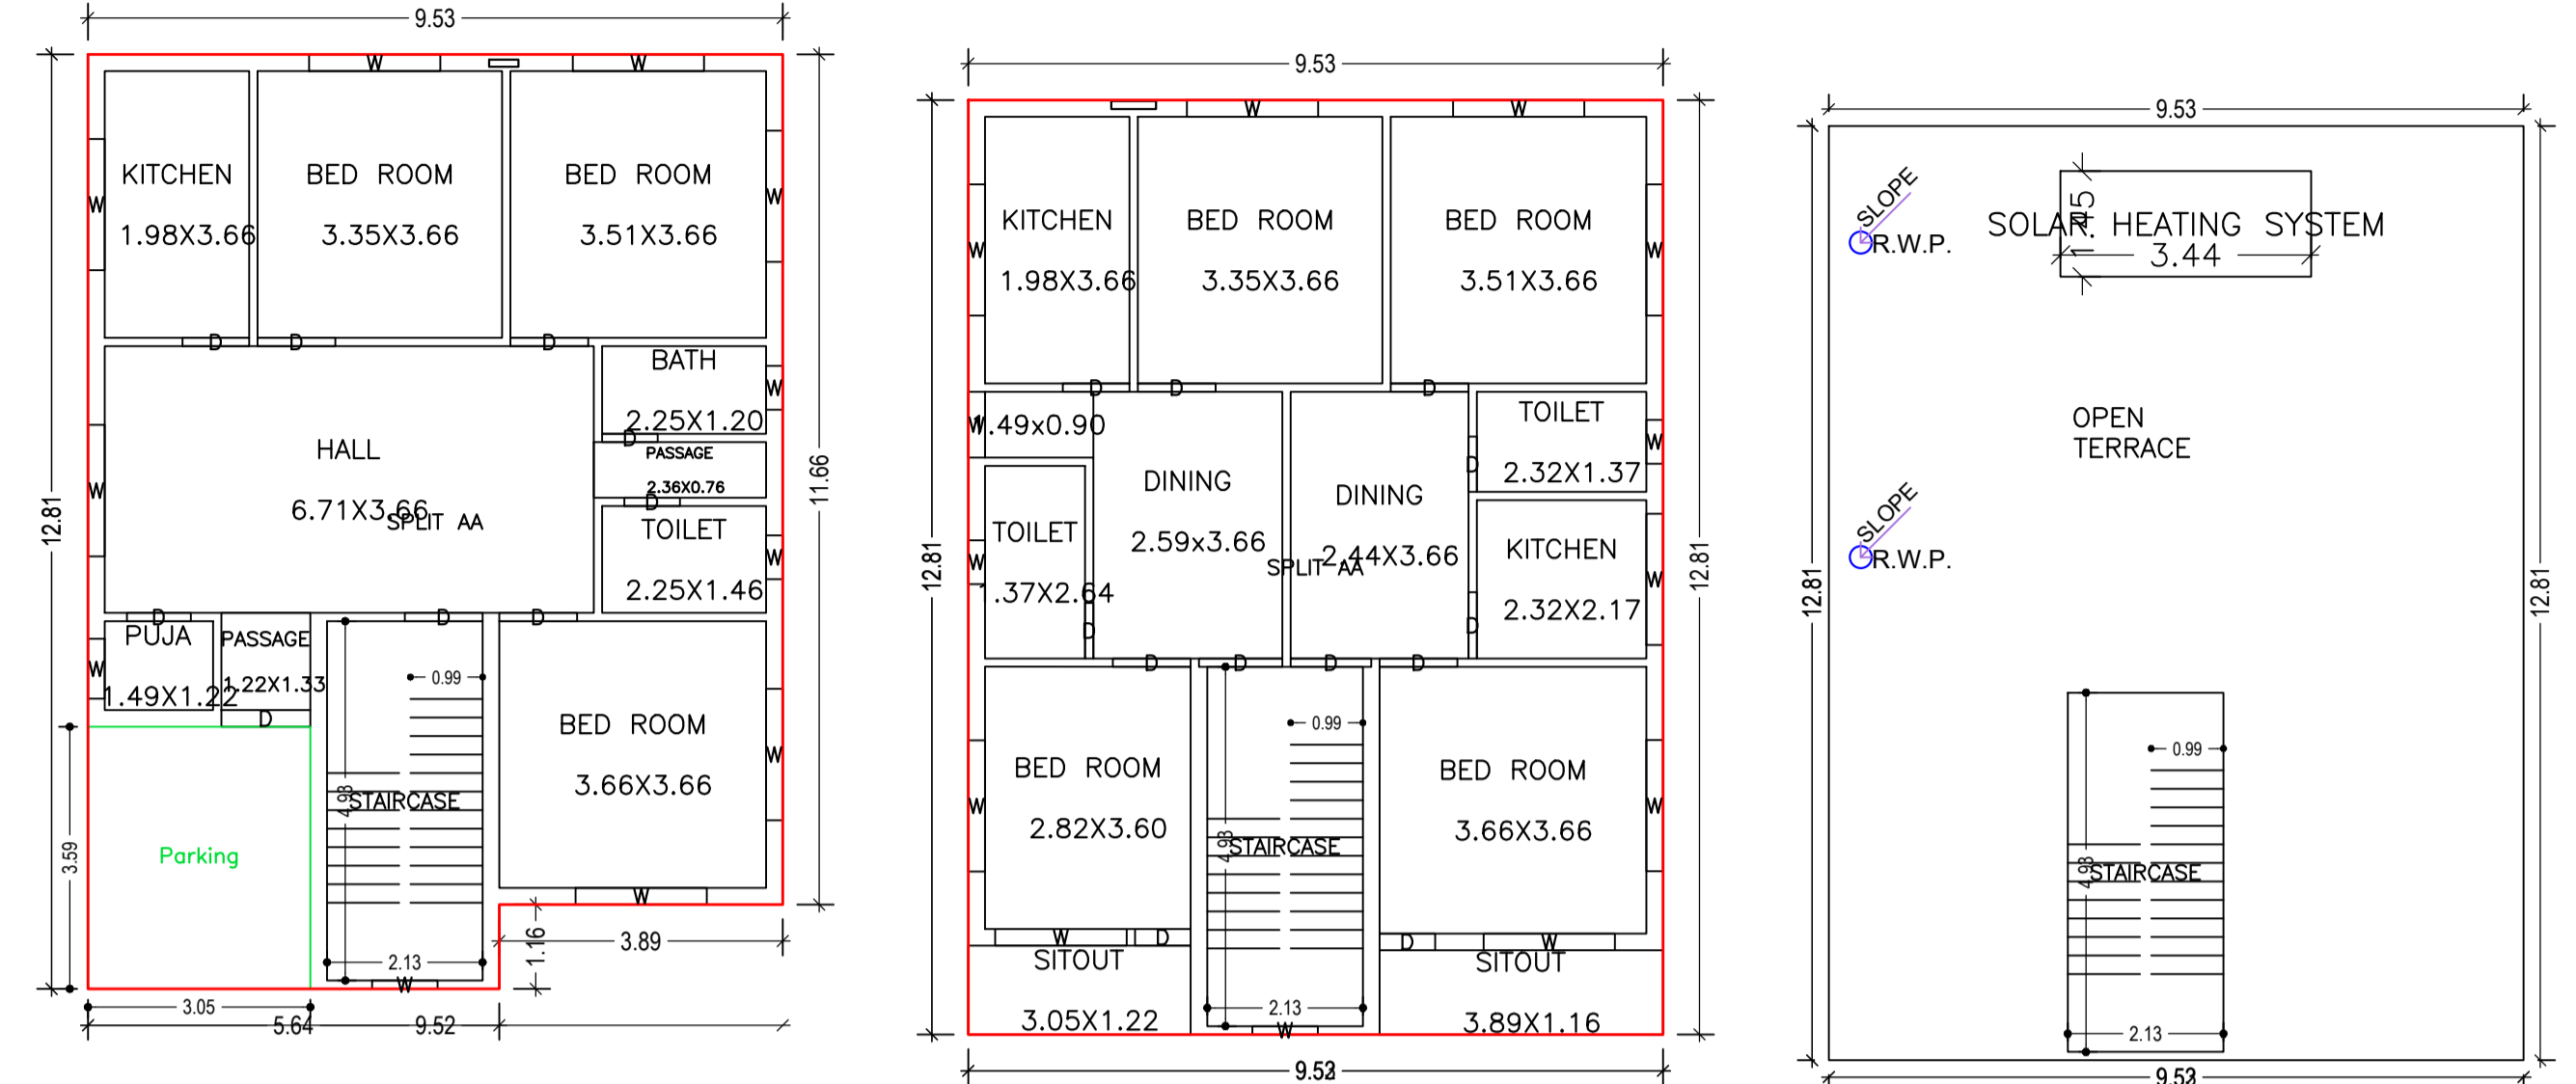 9.53
W
W
KITCHEN
1.98X3.66
W
BED ROOM
3.35X3.66
BED ROOM
3.51X3.66
W
D
D
D
12.81
11.66
HALL
6.71X3.66
SPLIT AA
W
BATH
2.25X1.20
W
D
PASSAGE
2.36X0.76
D
TOILET
2.25X1.46
W
D
D
D
PUJA
1.49X1.22
W
PASSAGE
1.22X1.33
D
0.99
4.93
STAIRCASE
2.13
W
BED ROOM
3.66X3.66
W
W
Parking
3.59
1.16
3.89
3.05
5.64
9.52
9.53
W
W
KITCHEN
1.98X3.66
W
BED ROOM
3.35X3.66
BED ROOM
3.51X3.66
W
D
D
D
12.81
12.81
W
.49x0.90
TOILET
.37X2.64
W
D
DINING
2.59x3.66
DINING
2.44X3.66
SPLIT AA
TOILET
2.32X1.37
W
D
KITCHEN
2.32X2.17
W
D
D
D
D
D
BED ROOM
2.82X3.60
W
0.99
4.93
STAIRCASE
2.13
W
BED ROOM
3.66X3.66
W
W
D
SITOUT
3.05X1.22
D
W
SITOUT
3.89X1.16
9.53
SLOPE
R.W.P.
1.45
SOLAR HEATING SYSTEM
3.44
OPEN
TERRACE
SLOPE
R.W.P.
12.81
12.81
0.99
4.93
STAIRCASE
2.13